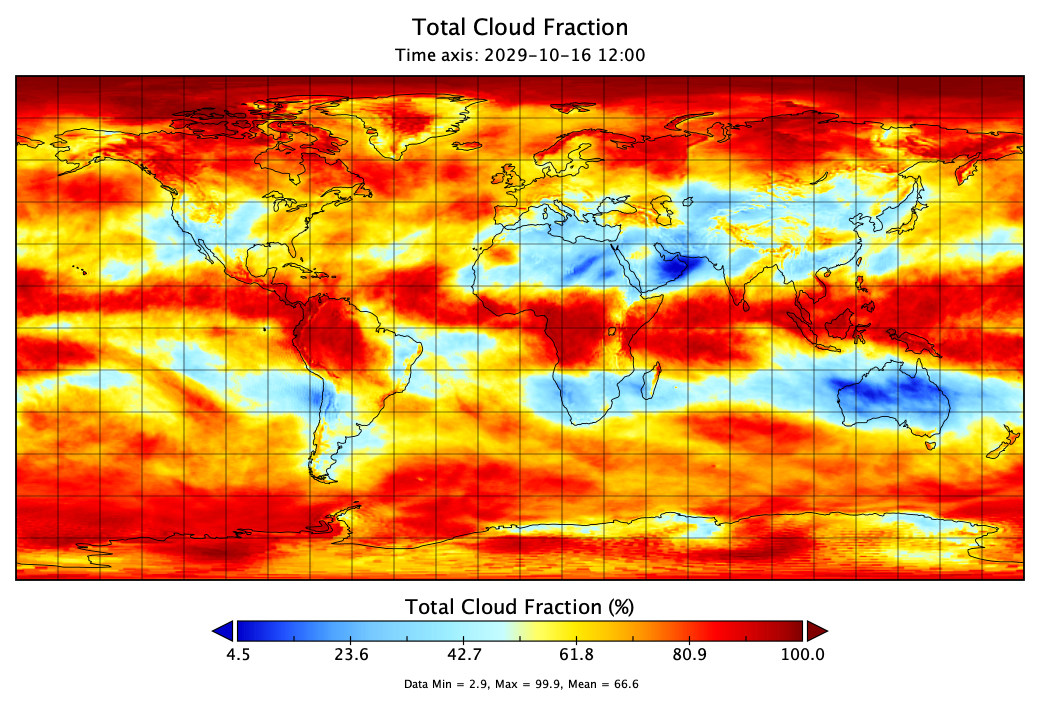 Total Cloud Fraction
Time axis: 2029-10-16 12:00
Total Cloud Fraction (%)
4.5 23.6 42.7 61.8 80.9 100.0
Data Min = 2.9, Max = 99.9, Mean = 66.6